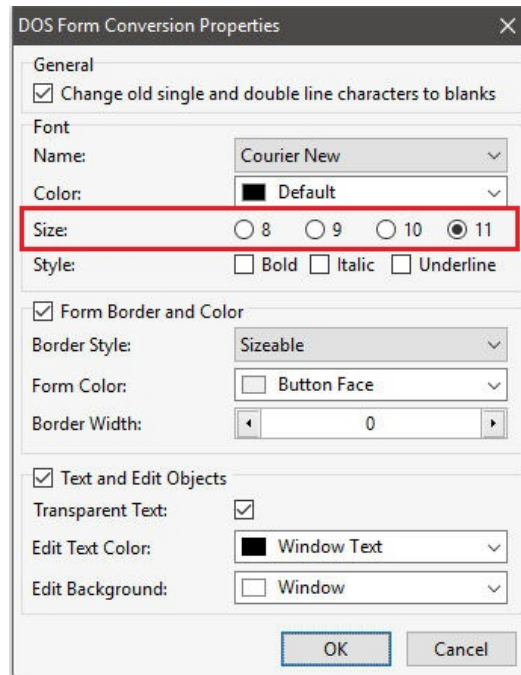 DOS Form Conversion Properties
General
Change old single and double line characters to blanks
Font
Name: Courier New
Color: Default
Size: 8 9 10 11
Style: Bold Italic Underline
Form Border and Color
Border Style: Sizeable
Form Color: Button Face
Border Width: 0
Text and Edit Objects
Transparent Text:
Edit Text Color: Window Text
Edit Background: Window
OK Cancel